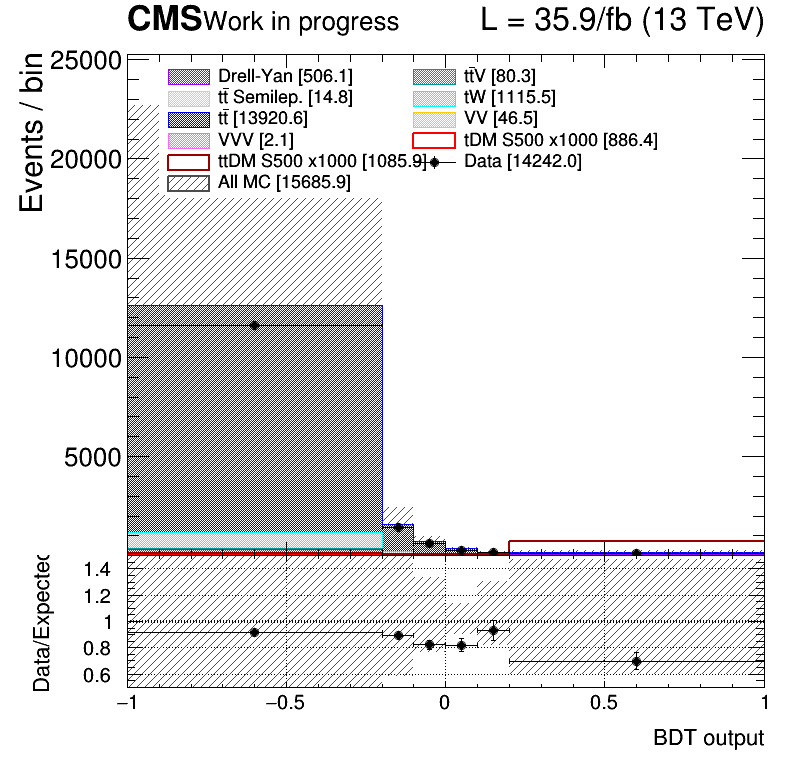 CMS Work in progress L = 35.9/fb (13 TeV)
Events / bin
25000
15000
10000
5000
Drell-Yan [506.1]
tt̄V [80.3]
tt̄ Semilep. [14.8]
tW [1115.5]
tt̄ [13920.6]
VV [46.5]
VVV [2.1]
tDM S500 x1000 [886.4]
ttDM S500 x1000 [1085.9]
Data [14242.0]
All MC [15685.9]
Data/Expected
1.4
1.2
1
0.8
0.6
−1 −0.5 0 0.5 1
BDT output